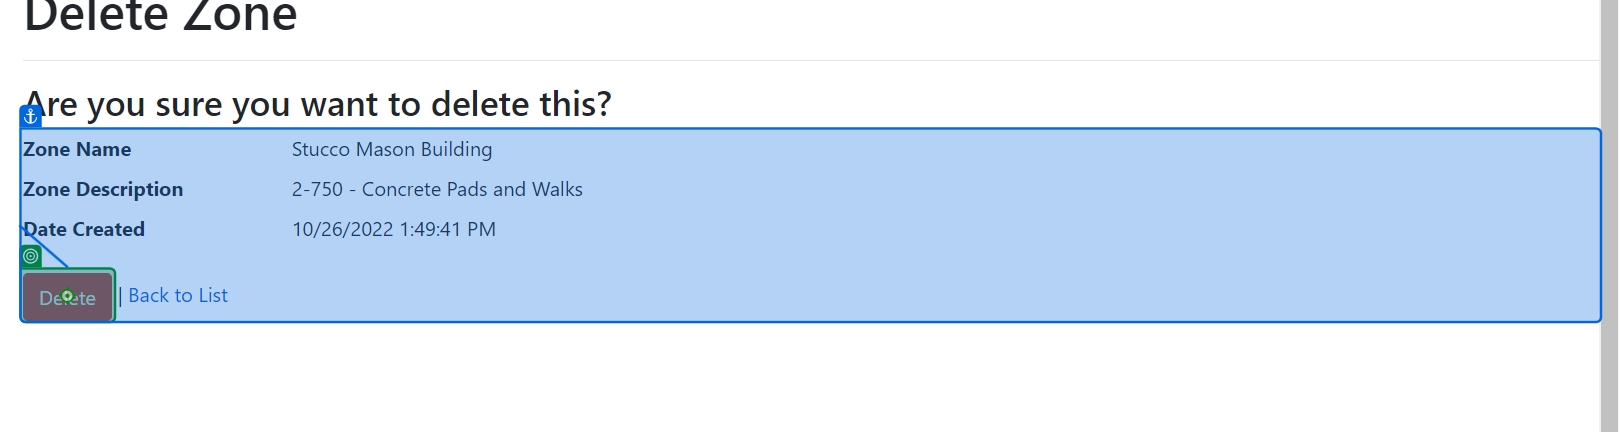 Delete Zone
Are you sure you want to delete this?
Zone Name Stucco Mason Building
Zone Description 2-750 - Concrete Pads and Walks
Date Created 10/26/2022 1:49:41 PM
Delete | Back to List